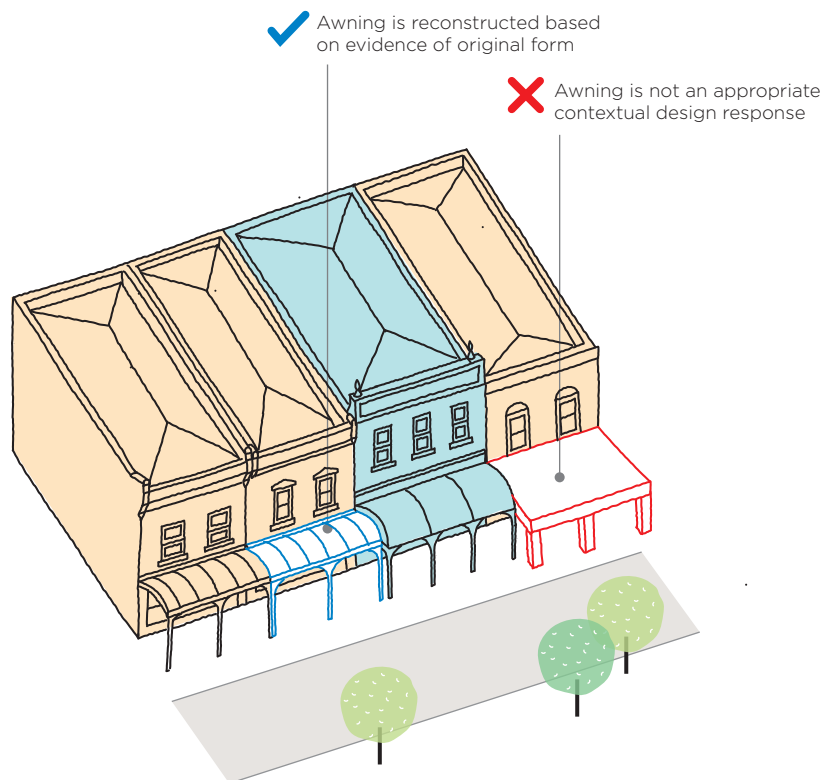 Awning is reconstructed based
on evidence of original form
Awning is not an appropriate
contextual design response